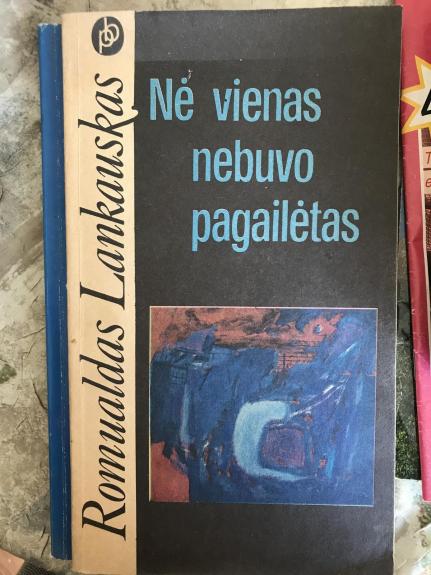 Romualdas Lankauskas
Nė vienas
nebuvo
pagailėtas